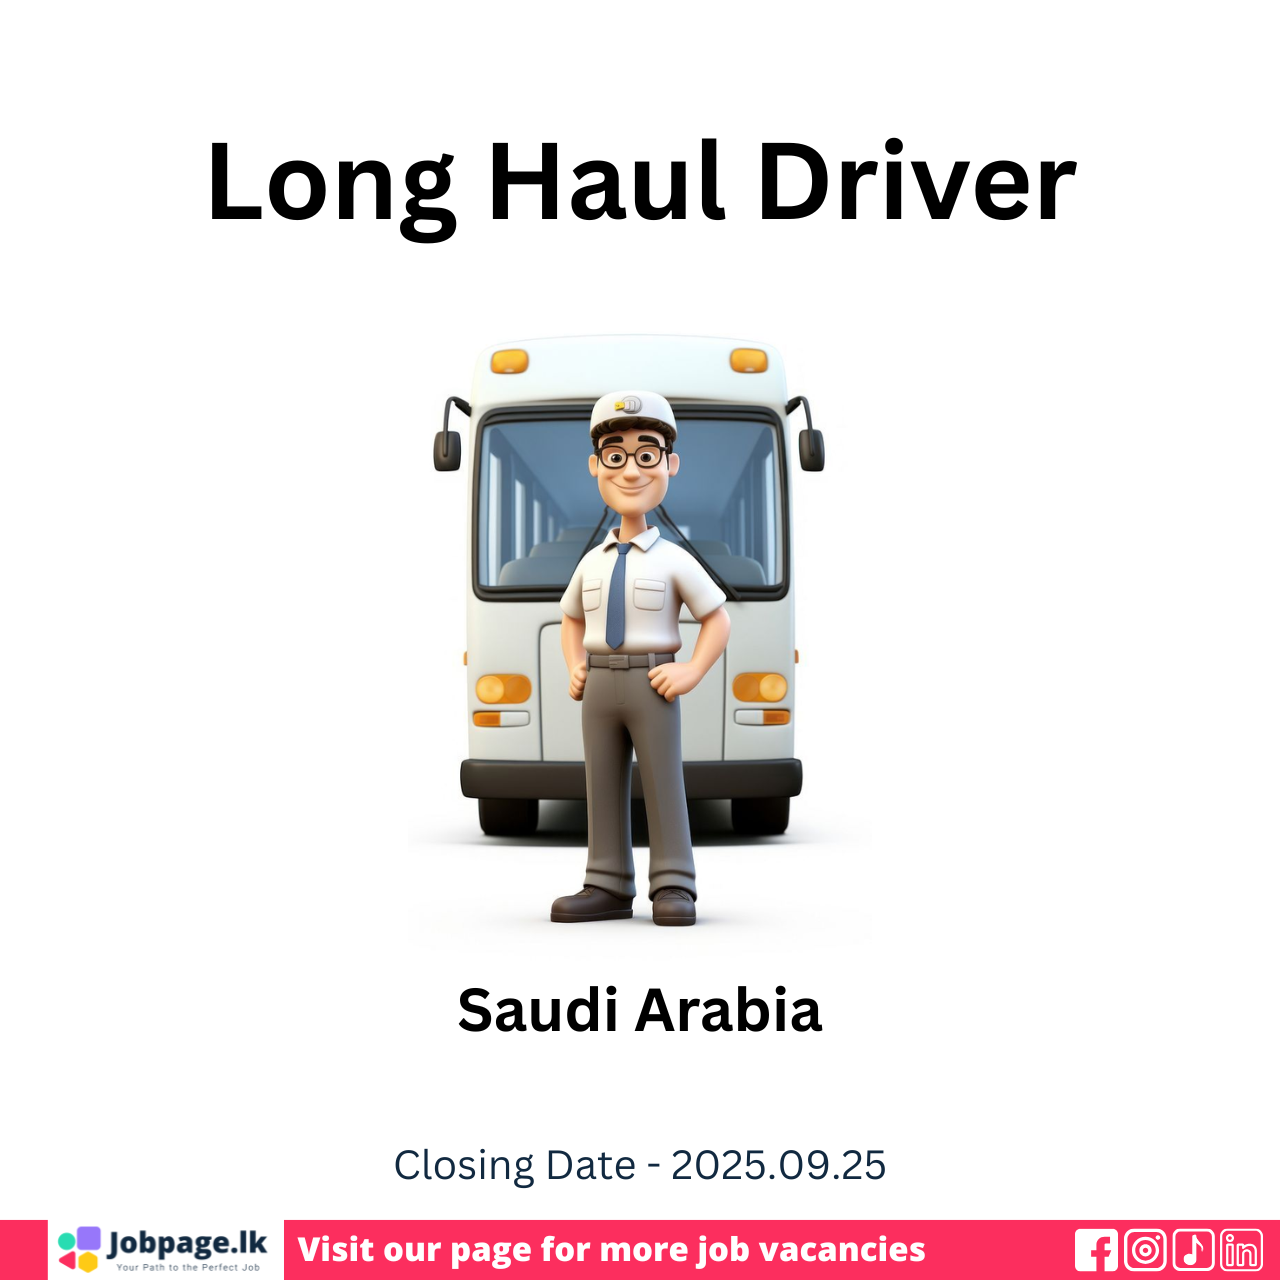 Long Haul Driver
Saudi Arabia
Closing Date - 2025.09.25
Jobpage.lk
Your Path to the Perfect Job
Visit our page for more job vacancies